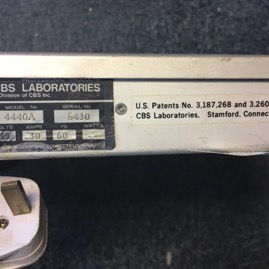 BS LABORATORIES
Division of CBS Inc.
MODEL No. SERIAL No.
4440A 6430
VOLTS AMPS Hz WATTS
.30 60
U.S. Patents No. 3,187,268 and 3,260
CBS Laboratories, Stamford, Connect